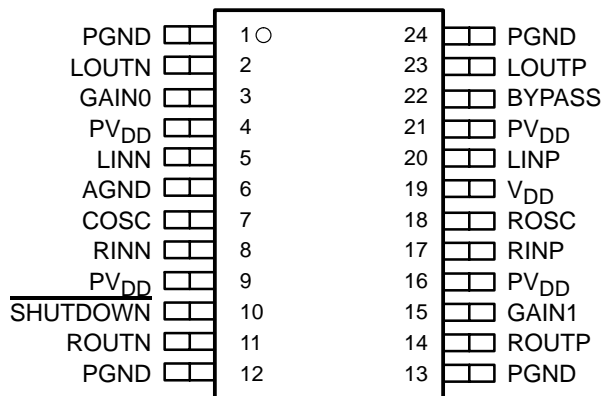 PGND 1 24 PGND
LOUTN 2 23 LOUTP
GAIN0 3 22 BYPASS
PVDD 4 21 PVDD
LINN 5 20 LINP
AGND 6 19 VDD
COSC 7 18 ROSC
RINN 8 17 RINP
PVDD 9 16 PVDD
SHUTDOWN 10 15 GAIN1
ROUTN 11 14 ROUTP
PGND 12 13 PGND